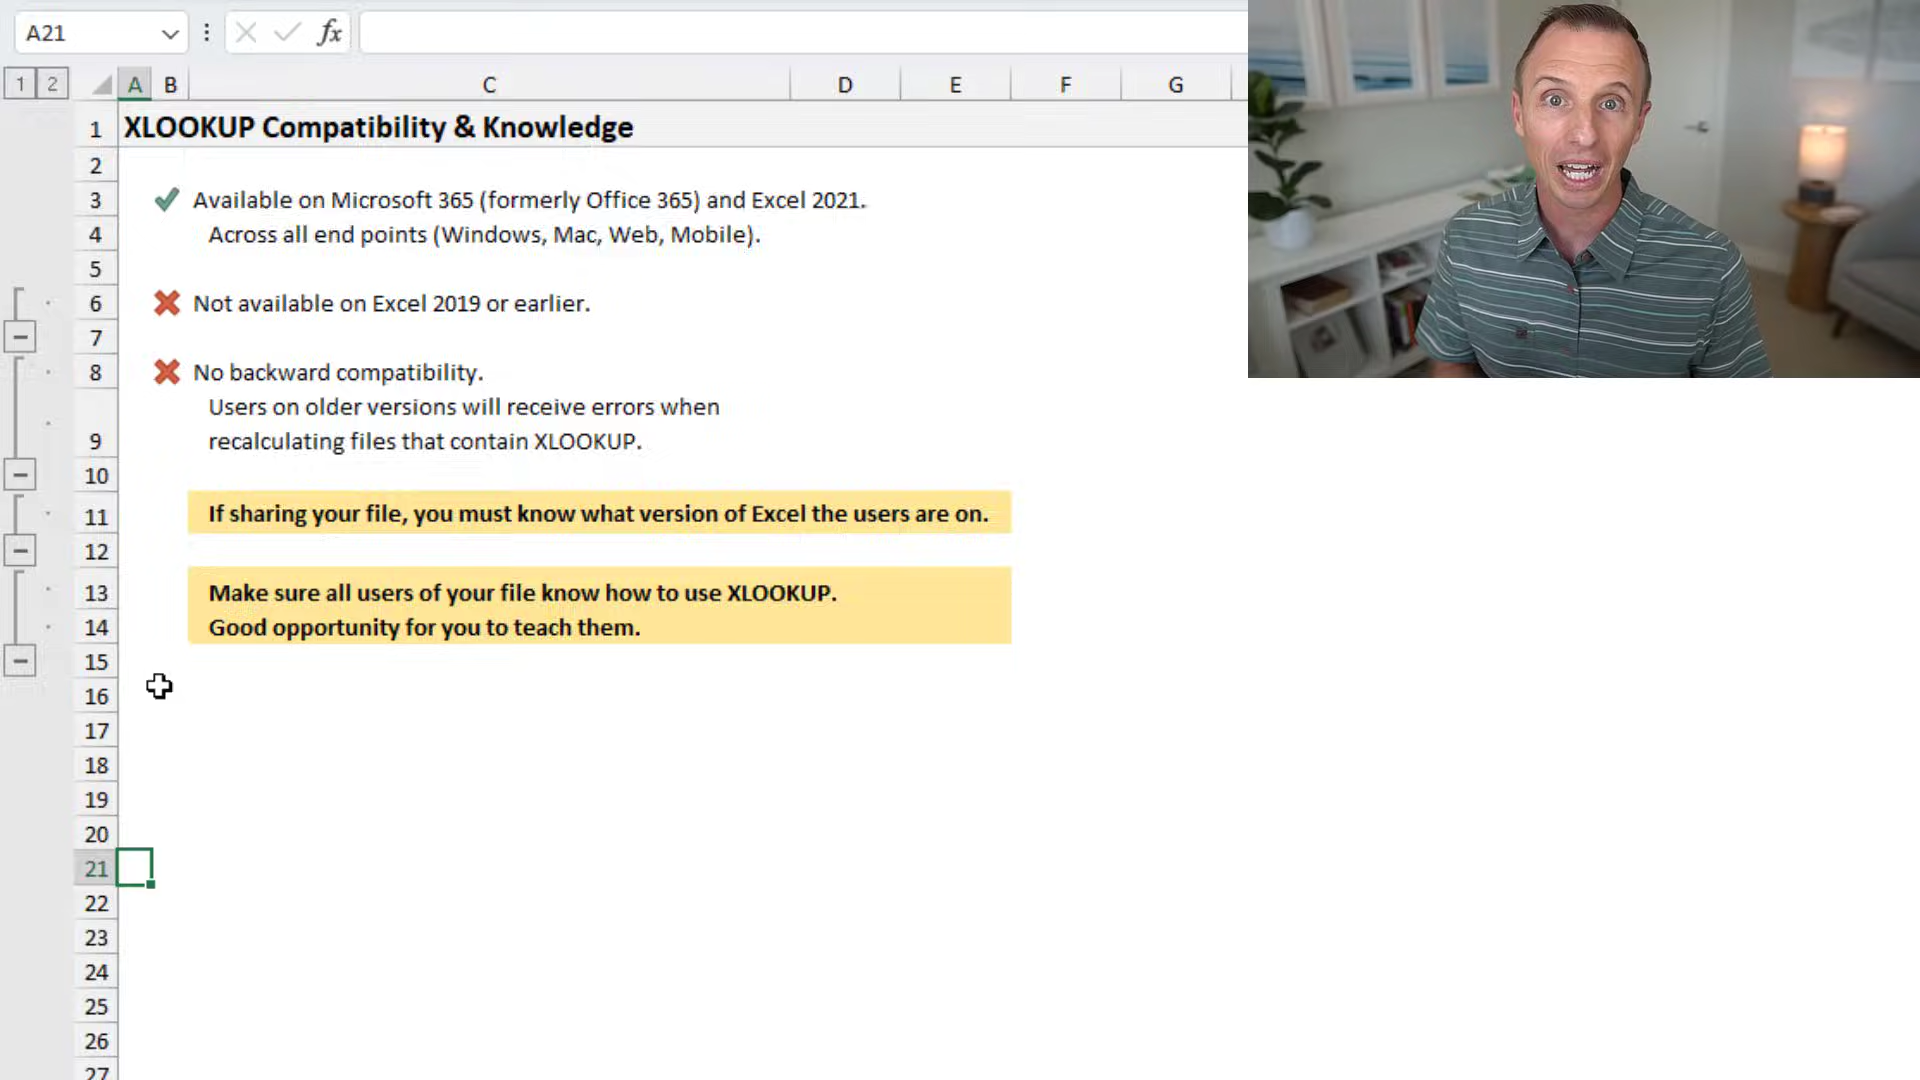 A21
fx
1 2 A B C D E F G
1 XLOOKUP Compatibility & Knowledge
2
3 Available on Microsoft 365 (formerly Office 365) and Excel 2021.
4 Across all end points (Windows, Mac, Web, Mobile).
5
6 Not available on Excel 2019 or earlier.
7
8 No backward compatibility.
Users on older versions will receive errors when
9 recalculating files that contain XLOOKUP.
10
11 If sharing your file, you must know what version of Excel the users are on.
12
13 Make sure all users of your file know how to use XLOOKUP.
14 Good opportunity for you to teach them.
15
16
17
18
19
20
21
22
23
24
25
26
27